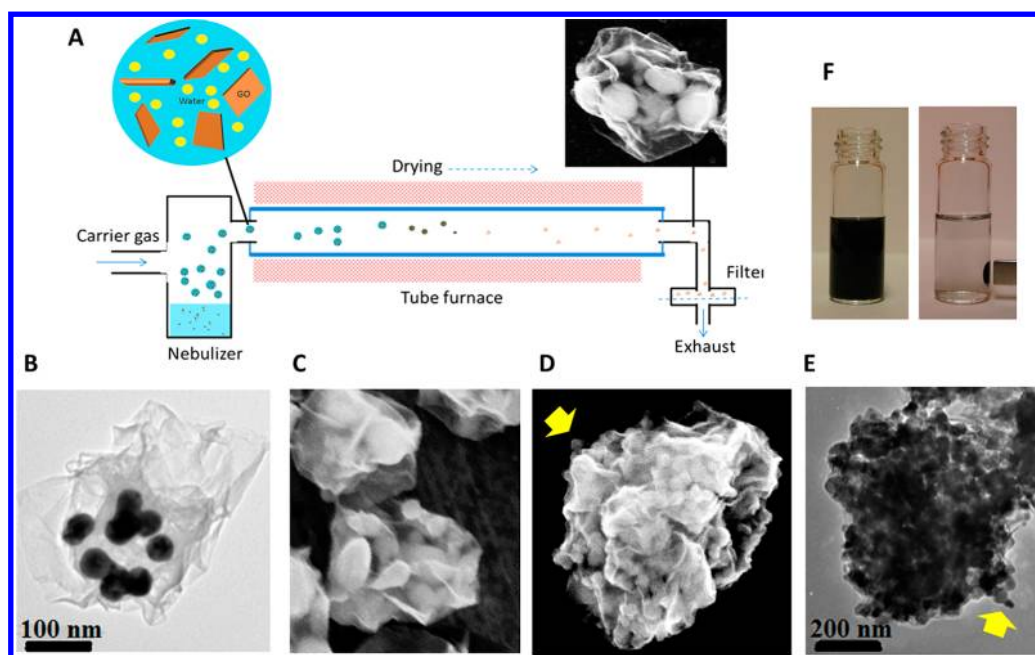 A
F
Water
GO
Drying
Carrier gas
Filter
Tube furnace
Nebulizer
Exhaust
B
C
D
E
100 nm
200 nm